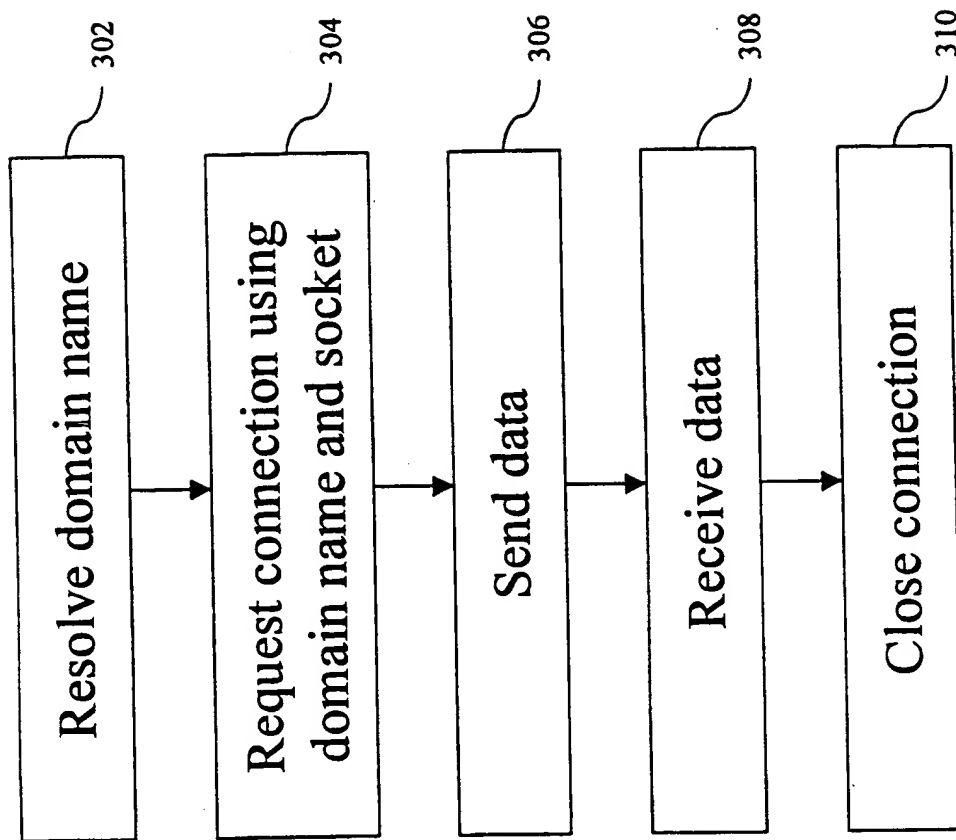 Resolve domain name
302
Request connection using
domain name and socket
304
Send data
306
Receive data
308
Close connection
310